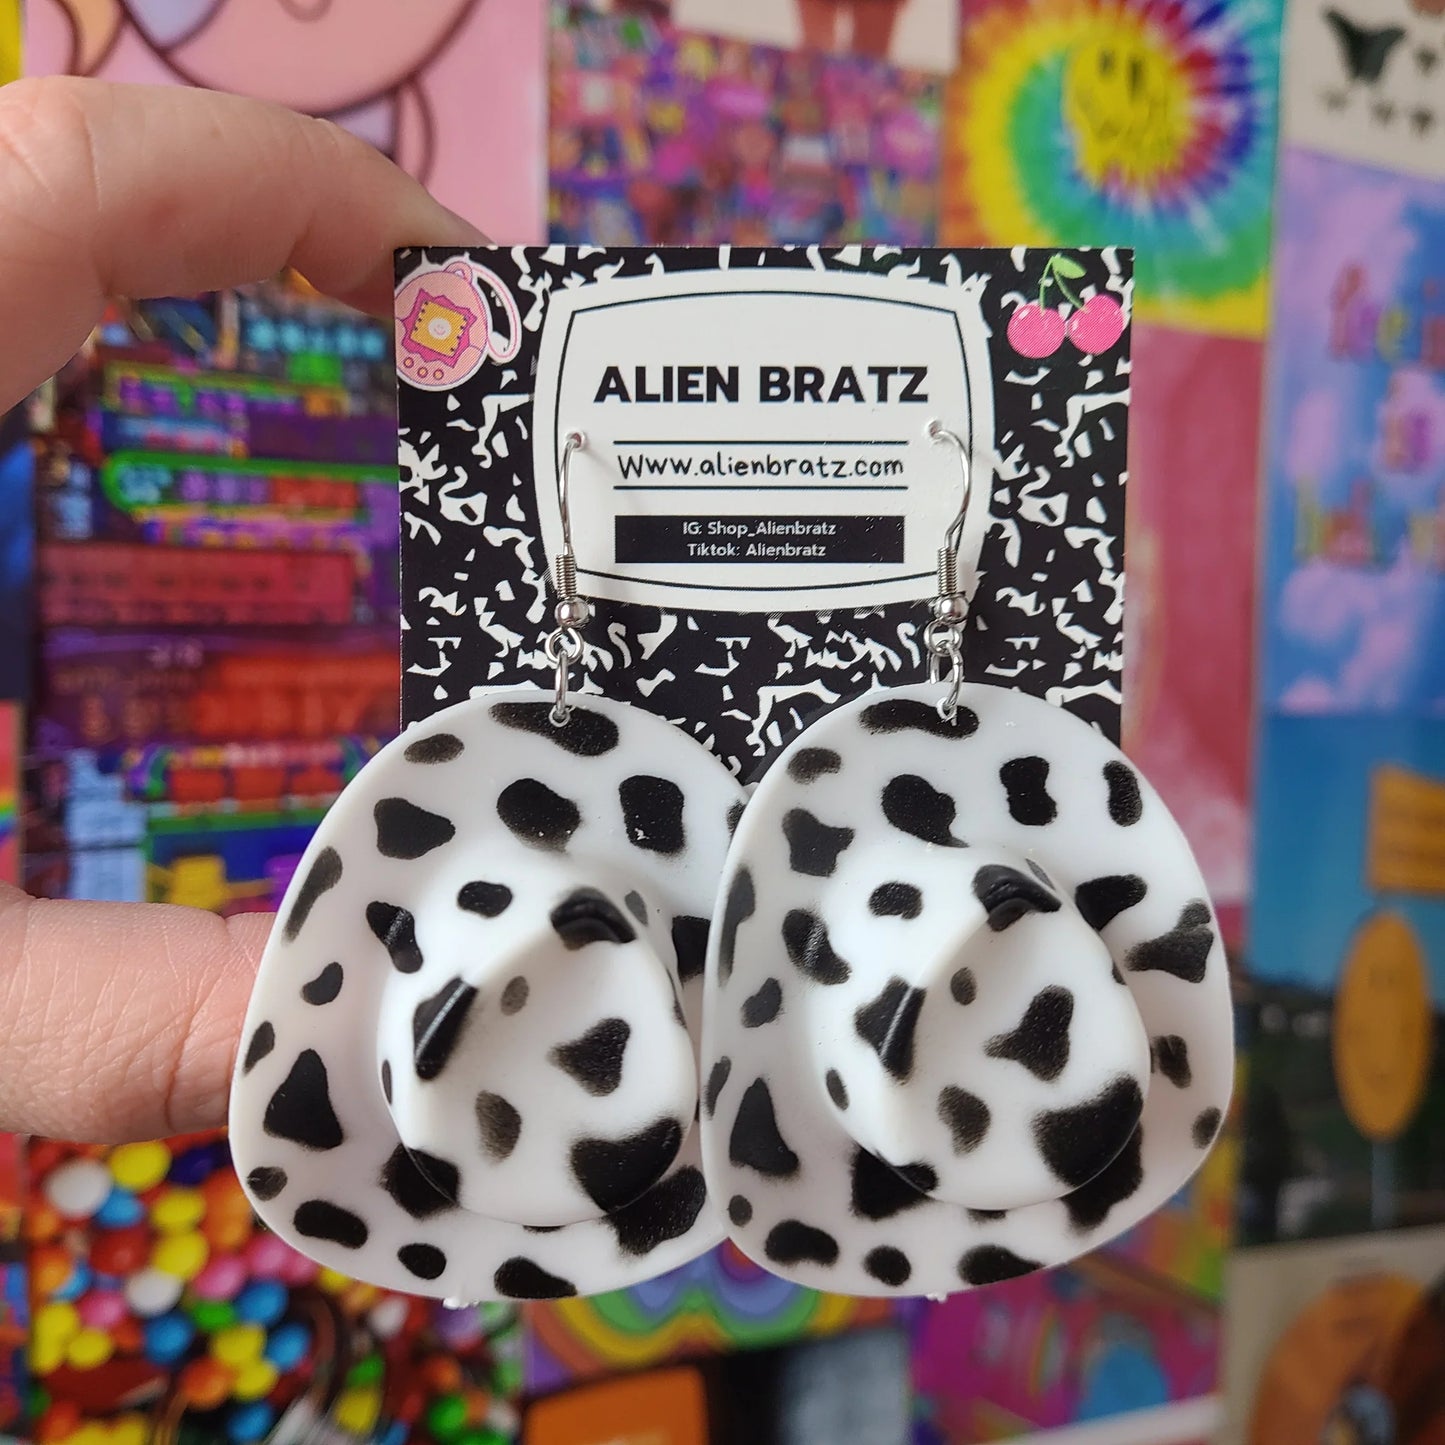 ALIEN BRATZ
Www.alienbratz.com
IG: Shop_Alienbratz
Tiktok: Alienbratz